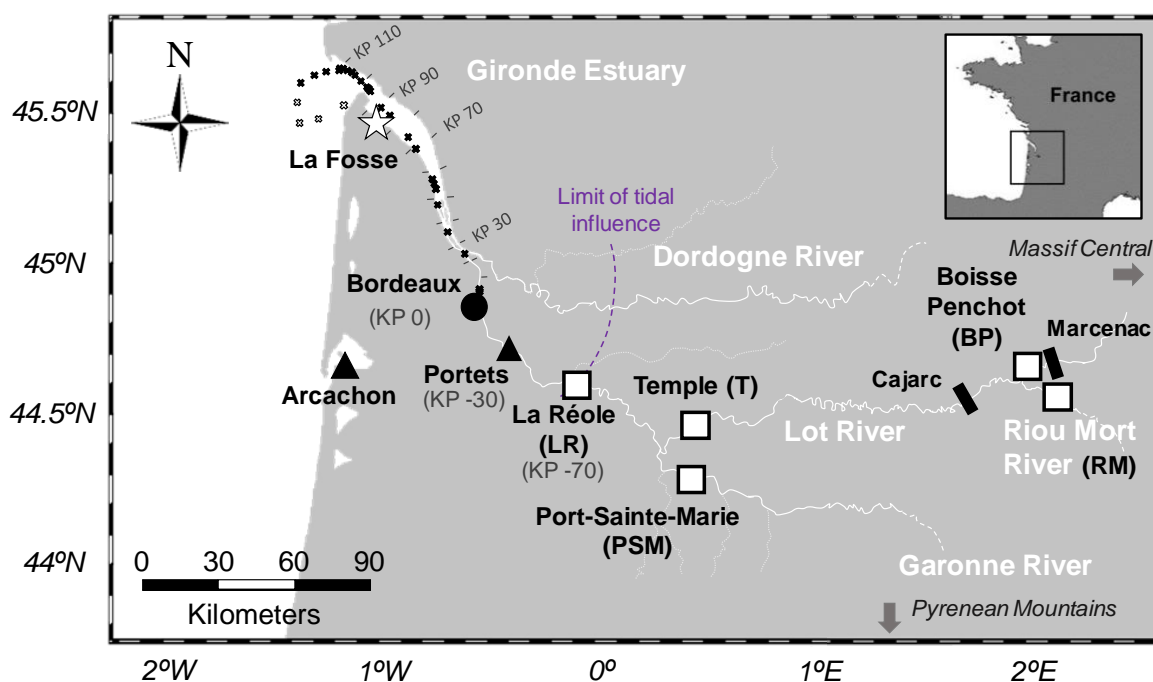 N
KP 110
KP 90
KP 70
KP 30
Gironde Estuary
France
45.5ºN
45ºN
44.5ºN
44ºN
La Fosse
Limit of tidal
influence
Massif Central
Dordogne River
Boisse
Penchot
(BP)
Marcenac
Bordeaux
(KP 0)
Arcachon
Portets
(KP -30)
La Réole
(LR)
(KP -70)
Temple (T)
Cajarc
Lot River
Riou Mort
River (RM)
Port-Sainte-Marie
(PSM)
Garonne River
Pyrenean Mountains
0 30 60 90
Kilometers
2ºW 1ºW 0º 1ºE 2ºE